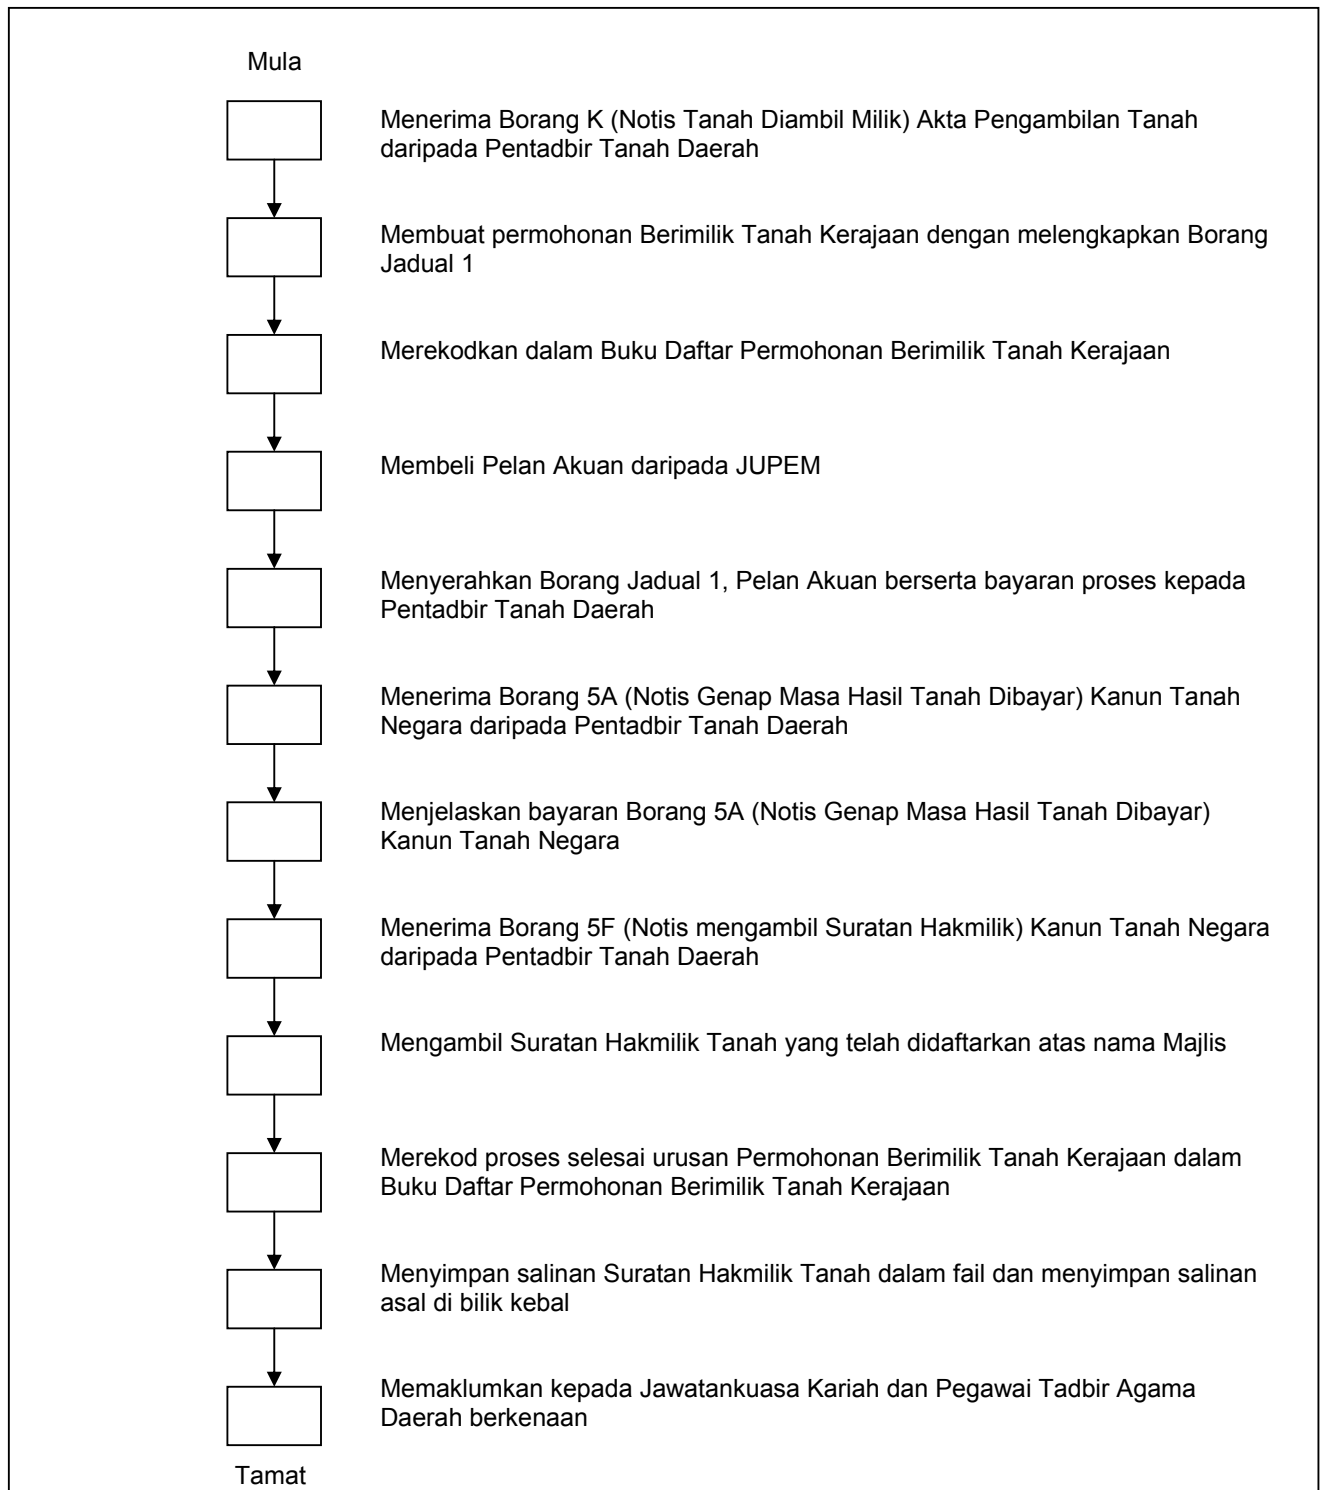 Mula
Menerima Borang K (Notis Tanah Diambil Milik) Akta Pengambilan Tanah
daripada Pentadbir Tanah Daerah
Membuat permohonan Berimilik Tanah Kerajaan dengan melengkapkan Borang
Jadual 1
Merekodkan dalam Buku Daftar Permohonan Berimilik Tanah Kerajaan
Membeli Pelan Akuan daripada JUPEM
Menyerahkan Borang Jadual 1, Pelan Akuan berserta bayaran proses kepada
Pentadbir Tanah Daerah
Menerima Borang 5A (Notis Genap Masa Hasil Tanah Dibayar) Kanun Tanah
Negara daripada Pentadbir Tanah Daerah
Menjelaskan bayaran Borang 5A (Notis Genap Masa Hasil Tanah Dibayar)
Kanun Tanah Negara
Menerima Borang 5F (Notis mengambil Suratan Hakmilik) Kanun Tanah Negara
daripada Pentadbir Tanah Daerah
Mengambil Suratan Hakmilik Tanah yang telah didaftarkan atas nama Majlis
Merekod proses selesai urusan Permohonan Berimilik Tanah Kerajaan dalam
Buku Daftar Permohonan Berimilik Tanah Kerajaan
Menyimpan salinan Suratan Hakmilik Tanah dalam fail dan menyimpan salinan
asal di bilik kebal
Memaklumkan kepada Jawatankuasa Kariah dan Pegawai Tadbir Agama
Daerah berkenaan
Tamat